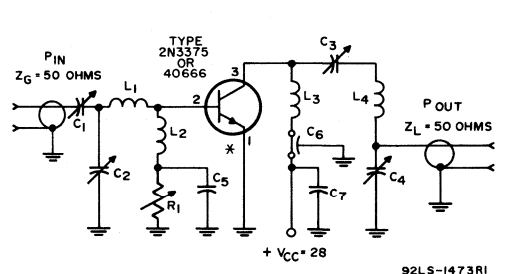 TYPE
2N3375
OR
40666
PIN
ZG = 50 OHMS
C1
L1
C2
L2
R1
C5
2
3
1
*
C3
L3
L4
C6
C7
C4
POUT
ZL = 50 OHMS
+ VCC = 28
92LS-1473R1